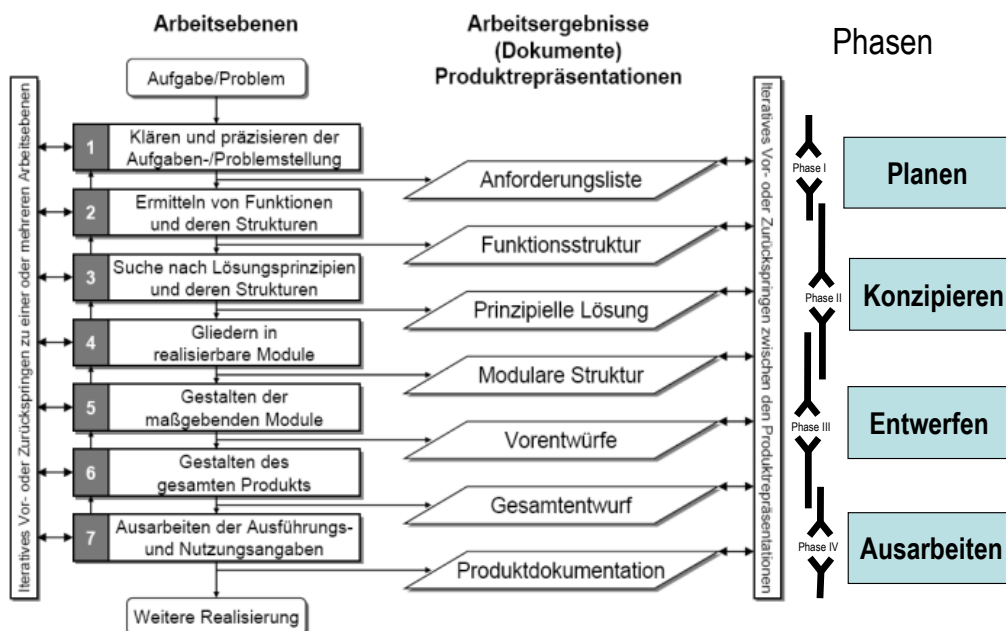 Arbeitsebenen
Arbeitsergebnisse
(Dokumente)
Produktrepräsentationen
Phasen
Iteratives Vor- oder Zurückspringen zu einer oder mehreren Arbeitsebenen
Aufgabe/Problem
1
Klären und präzisieren der
Aufgaben-/Problemstellung
2
Ermitteln von Funktionen
und deren Strukturen
3
Suche nach Lösungsprinzipien
und deren Strukturen
4
Gliedern in
realisierbare Module
5
Gestalten der
maßgebenden Module
6
Gestalten des
gesamten Produkts
7
Ausarbeiten der Ausführungs-
und Nutzungsangaben
Weitere Realisierung
Anforderungsliste
Funktionsstruktur
Prinzipielle Lösung
Modulare Struktur
Vorentwürfe
Gesamtentwurf
Produktdokumentation
Iteratives Vor- oder Zurückspringen zwischen den Produktrepräsentationen
Phase I
Planen
Phase II
Konzipieren
Phase III
Entwerfen
Phase IV
Ausarbeiten